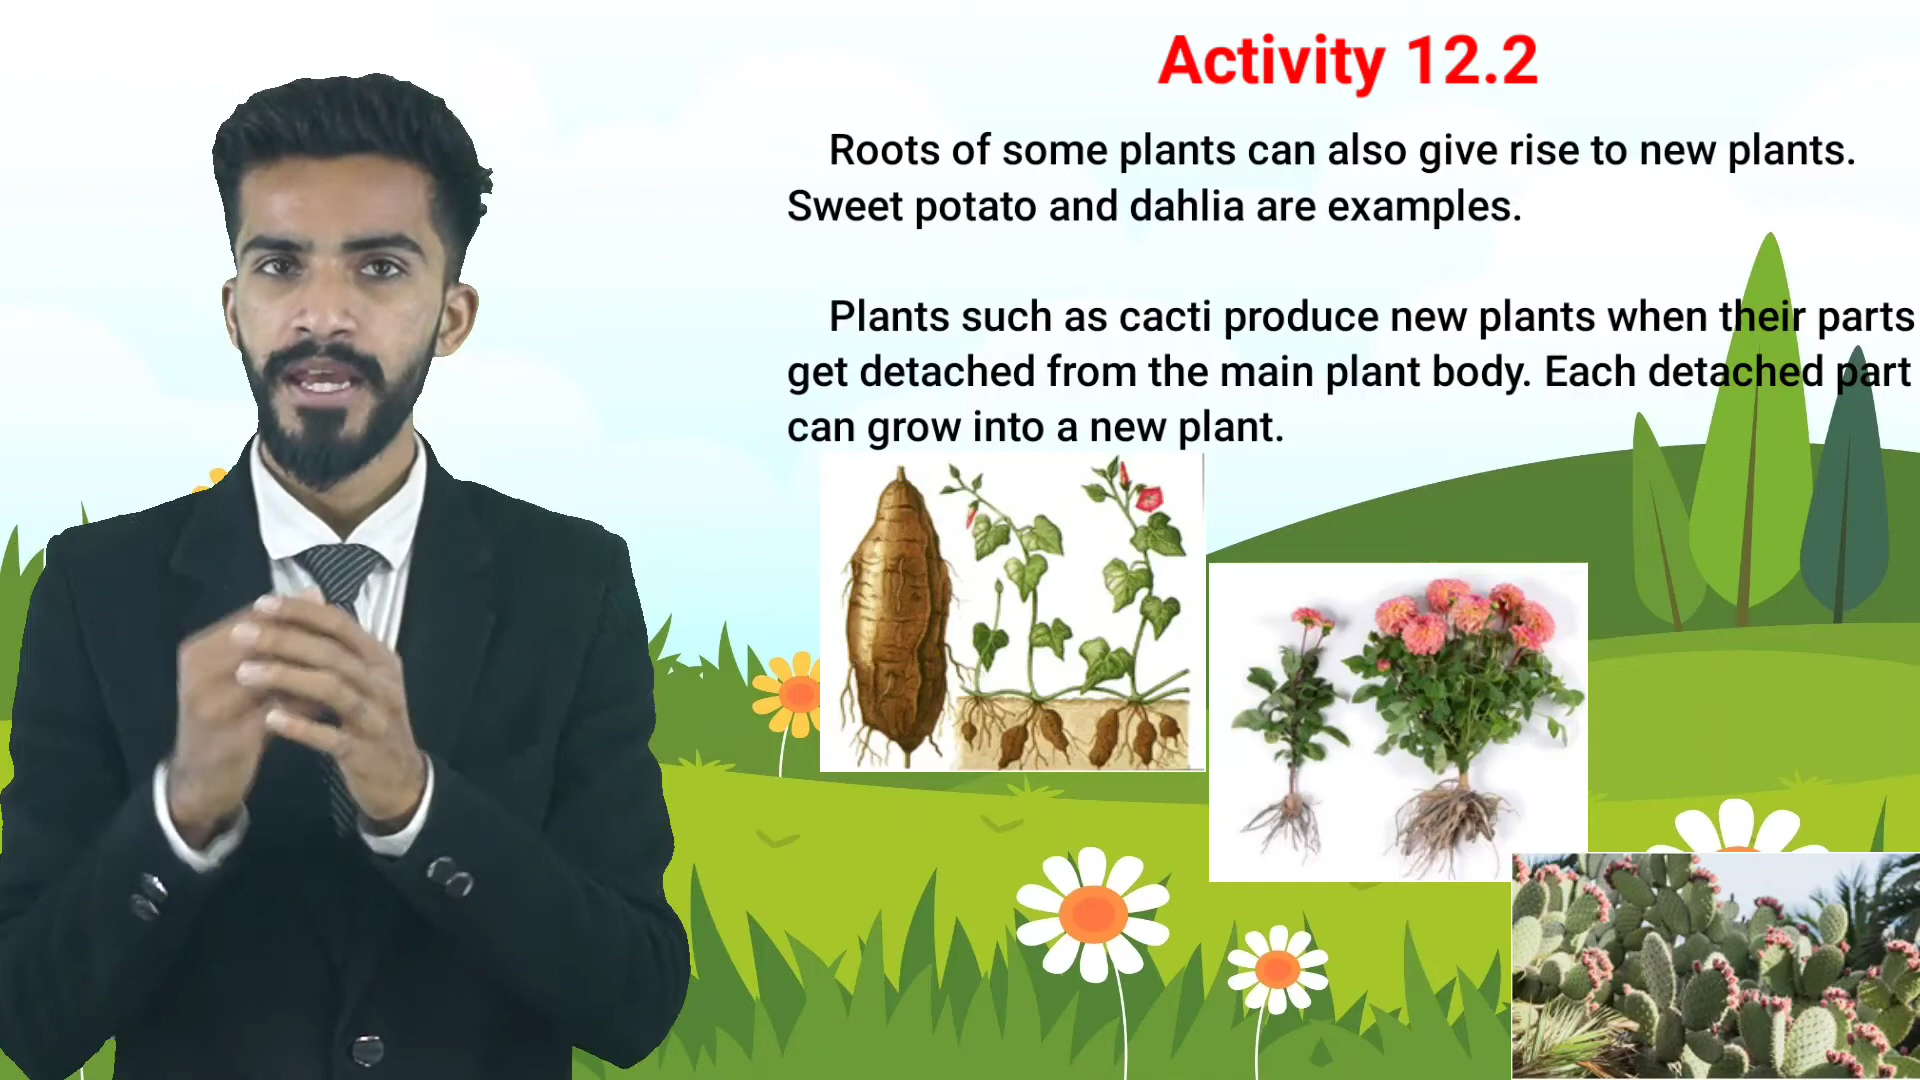 Activity 12.2
Roots of some plants can also give rise to new plants.
Sweet potato and dahlia are examples.
Plants such as cacti produce new plants when their parts
get detached from the main plant body. Each detached part
can grow into a new plant.